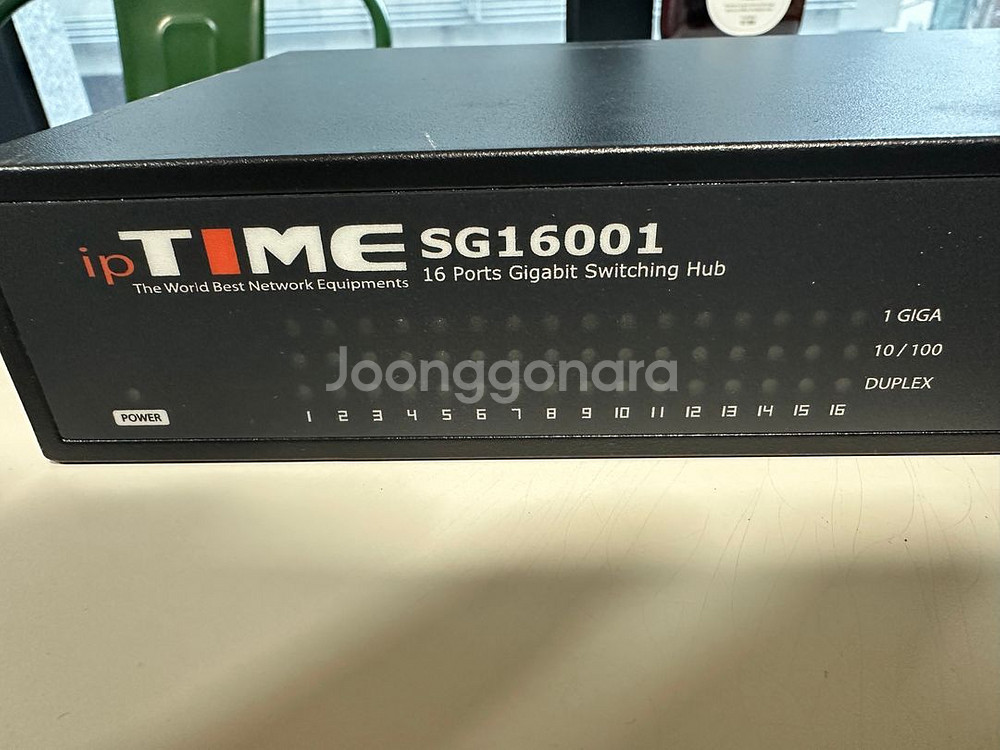 ipTIME SG16001
16 Ports Gigabit Switching Hub
The World Best Network Equipments
1 GIGA
10 / 100
DUPLEX
Joonggonara
POWER
1 2 3 4 5 6 7 8 9 10 11 12 13 14 15 16